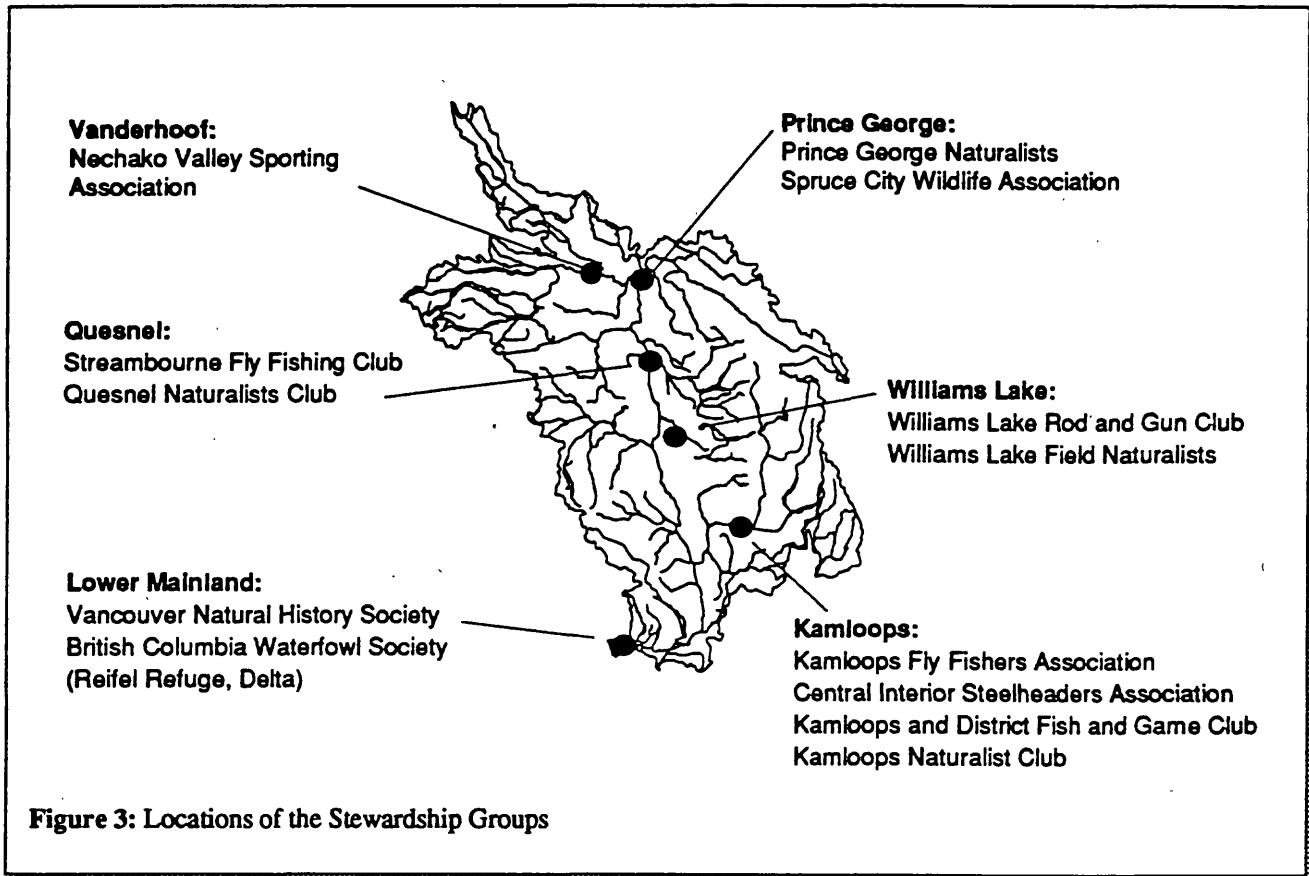 Vanderhoof:
Nechako Valley Sporting
Association
Prince George:
Prince George Naturalists
Spruce City Wildlife Association
Quesnel:
Streambourne Fly Fishing Club
Quesnel Naturalists Club
Williams Lake:
Williams Lake Rod and Gun Club
Williams Lake Field Naturalists
Lower Mainland:
Vancouver Natural History Society
British Columbia Waterfowl Society
(Reifel Refuge, Delta)
Kamloops:
Kamloops Fly Fishers Association
Central Interior Steelheaders Association
Kamloops and District Fish and Game Club
Kamloops Naturalist Club
Figure 3: Locations of the Stewardship Groups